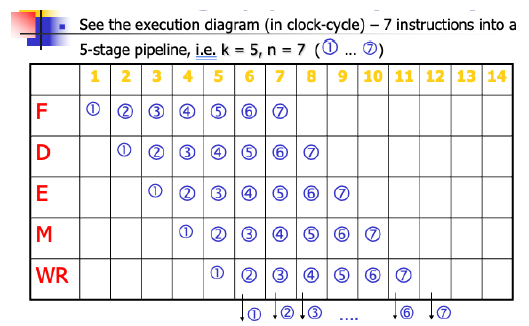 See the execution diagram (in clock-cycle) – 7 instructions into a
5-stage pipeline, i.e. k = 5, n = 7 (① ... ⑦)
1 2 3 4 5 6 7 8 9 10 11 12 13 14
F ① ② ③ ④ ⑤ ⑥ ⑦
D ① ② ③ ④ ⑤ ⑥ ⑦
E ① ② ③ ④ ⑤ ⑥ ⑦
M ① ② ③ ④ ⑤ ⑥ ⑦
WR ① ② ③ ④ ⑤ ⑥ ⑦
① ② ③ .... ⑥ ⑦